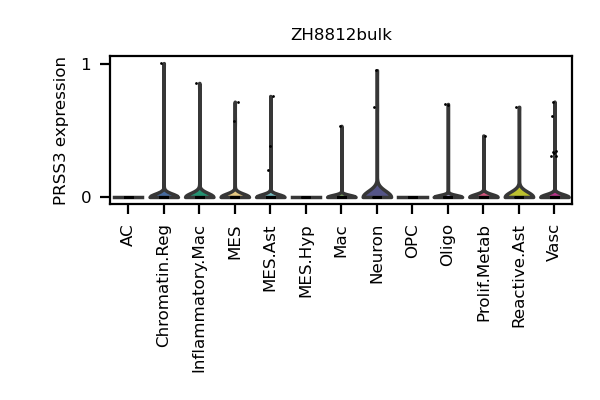 ZH8812bulk
PRSS3 expression
1
0
AC
Chromatin.Reg
Inflammatory.Mac
MES
MES.Ast
MES.Hyp
Mac
Neuron
OPC
Oligo
Prolif.Metab
Reactive.Ast
Vasc